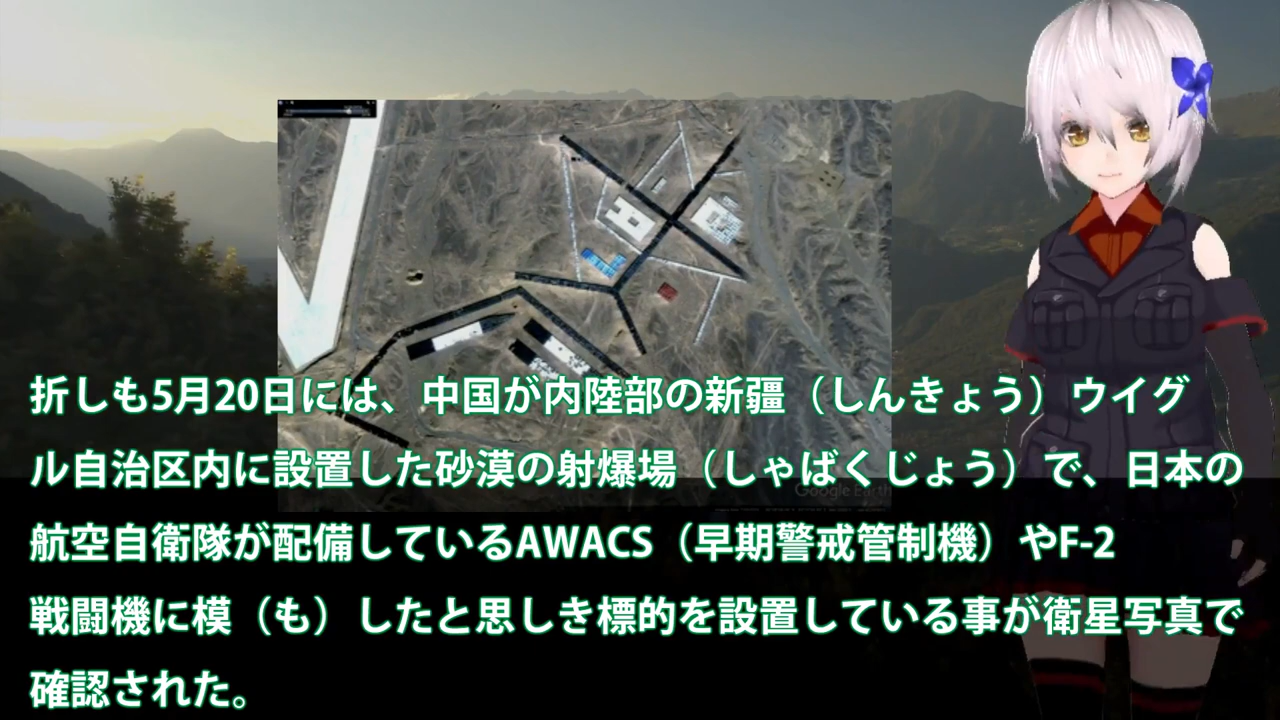 折しも5月20日には、中国が内陸部の新疆（しんきょう）ウイグ
ル自治区内に設置した砂漠の射爆場（しゃばくじょう）で、日本の
航空自衛隊が配備しているAWACS（早期警戒管制機）やF-2
戦闘機に模（も）したと思しき標的を設置している事が衛星写真で
確認された。
Google Earth